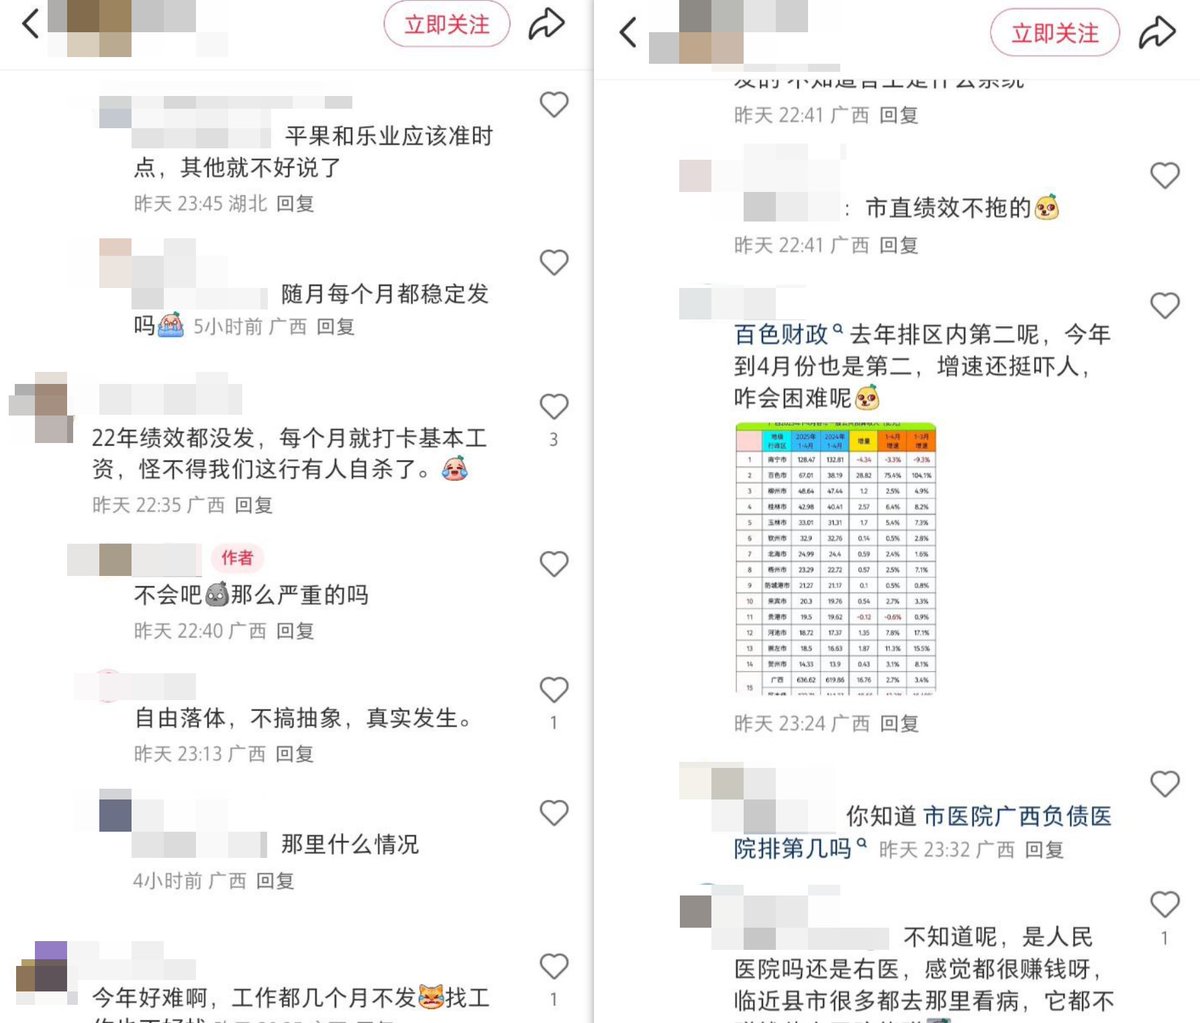 立即关注
平果和乐业应该准时
点，其他就不好说了
昨天 23:45 湖北 回复
随月每个月都稳定发
吗 5小时前 广西 回复
22年绩效都没发，每个月就打卡基本工
资，怪不得我们这行有人自杀了。
3
昨天 22:35 广西 回复
作者
不会吧那么严重的吗
昨天 22:40 广西 回复
自由落体，不搞抽象，真实发生。
1
昨天 23:13 广西 回复
那里什么情况
4小时前 广西 回复
今年好难啊，工作都几个月不发找工
1
立即关注
发的 不知道台上是什么系统
昨天 22:41 广西 回复
：市直绩效不拖的
昨天 22:41 广西 回复
百色财政 去年排区内第二呢，今年
到4月份也是第二，增速还挺吓人，
咋会困难呢
地级行政区 2025年1-4月 2024年1-4月 增量 1-4月增速 1-3月增速
1 南宁市 128.47 132.81 -4.34 -3.3% -9.3%
2 百色市 67.01 38.19 28.82 75.4% 104.1%
3 柳州市 48.64 47.44 1.2 2.5% 4.9%
4 桂林市 42.98 40.41 2.57 6.4% 8.2%
5 玉林市 33.01 31.31 1.7 5.4% 7.3%
6 钦州市 32.9 32.76 0.14 0.5% 2.8%
7 北海市 24.99 24.4 0.59 2.4% 1.6%
8 梧州市 23.29 22.72 0.57 2.5% 7.1%
9 防城港市 21.27 21.17 0.1 0.5% 0.8%
10 来宾市 20.3 19.76 0.54 2.7% 3.3%
11 贵港市 19.5 19.62 -0.12 -0.6% 0.9%
12 河池市 18.72 17.37 1.35 7.8% 17.1%
13 崇左市 18.5 16.63 1.87 11.3% 15.5%
14 贺州市 14.33 13.9 0.43 3.1% 8.1%
15 广西 636.62 619.86 16.76 2.7% 3.4%
昨天 23:24 广西 回复
你知道 市医院广西负债医
院排第几吗 昨天 23:32 广西 回复
不知道呢，是人民
1
医院吗还是右医，感觉都很赚钱呀，
临近县市很多都去那里看病，它都不